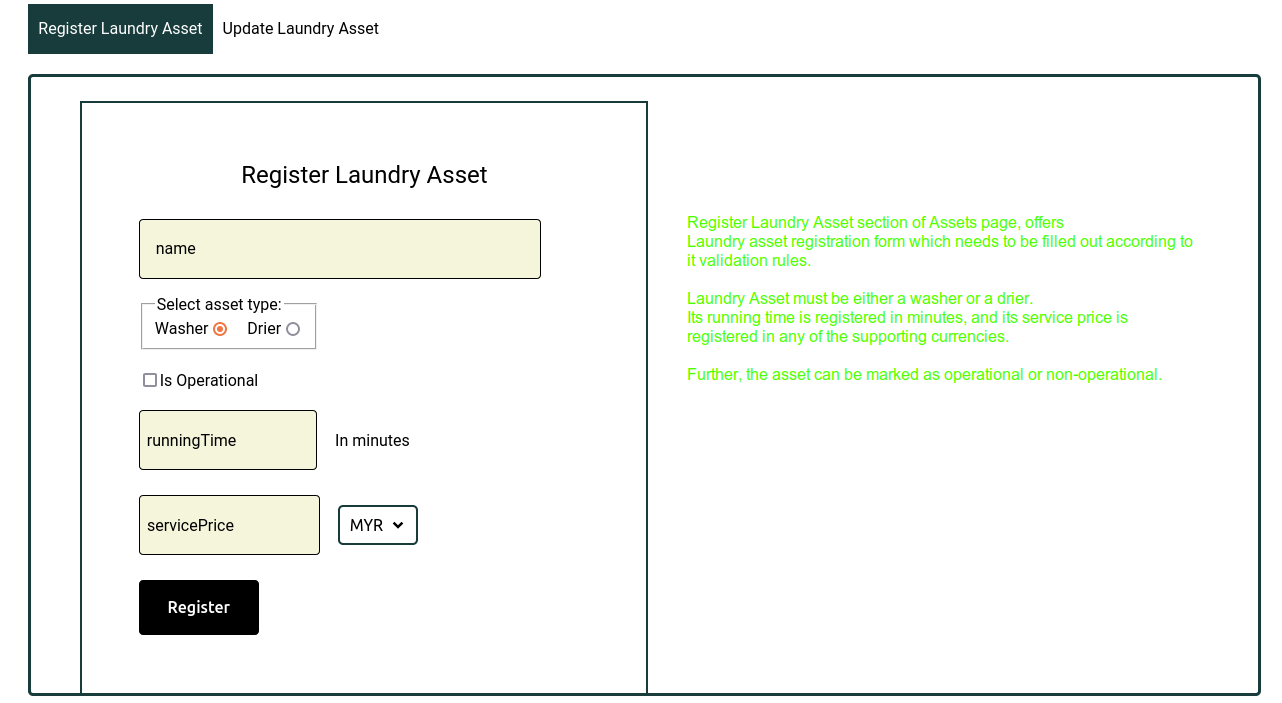 Register Laundry Asset Update Laundry Asset
Register Laundry Asset
name
Select asset type:
Washer Drier
Is Operational
runningTime In minutes
servicePrice MYR
Register
Register Laundry Asset section of Assets page, offers
Laundry asset registration form which needs to be filled out according to
it validation rules.
Laundry Asset must be either a washer or a drier.
Its running time is registered in minutes, and its service price is
registered in any of the supporting currencies.
Further, the asset can be marked as operational or non-operational.